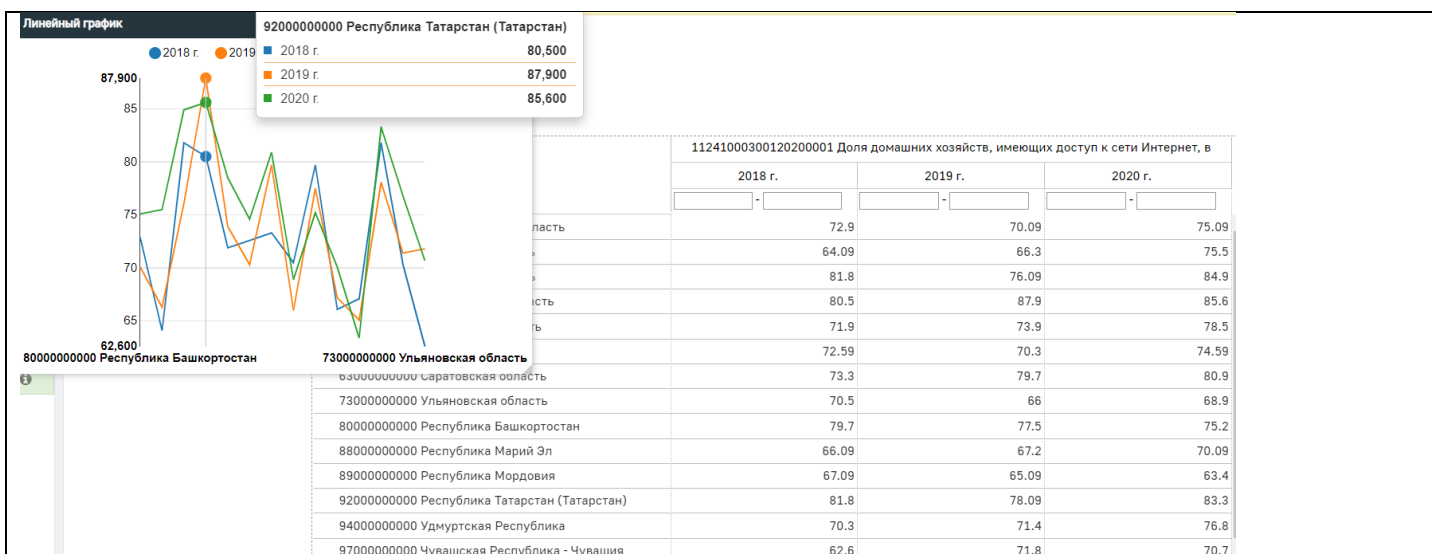 Линейный график
92000000000 Республика Татарстан (Татарстан)
2018 г. 2019
2018 г. 80,500
2019 г. 87,900
2020 г. 85,600
87,900
85
80
75
70
65
62,600
80000000000 Республика Башкортостан 73000000000 Ульяновская область
11241000300120200001 Доля домашних хозяйств, имеющих доступ к сети Интернет, в
2018 г. 2019 г. 2020 г.
- - -
72.9 70.09 75.09
64.09 66.3 75.5
81.8 76.09 84.9
80.5 87.9 85.6
71.9 73.9 78.5
72.59 70.3 74.59
63000000000 Саратовская область 73.3 79.7 80.9
73000000000 Ульяновская область 70.5 66 68.9
80000000000 Республика Башкортостан 79.7 77.5 75.2
88000000000 Республика Марий Эл 66.09 67.2 70.09
89000000000 Республика Мордовия 67.09 65.09 63.4
92000000000 Республика Татарстан (Татарстан) 81.8 78.09 83.3
94000000000 Удмуртская Республика 70.3 71.4 76.8
97000000000 Чувашская Республика - Чувашия 62.6 71.8 70.7